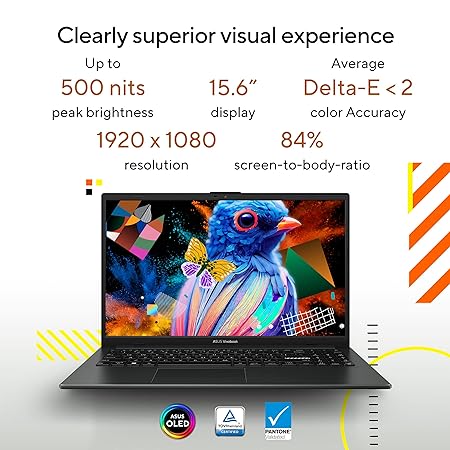 Clearly superior visual experience
Up to
500 nits
peak brightness
15.6”
display
Average
Delta-E < 2
color Accuracy
1920 x 1080
resolution
84%
screen-to-body-ratio
ASUS Vivobook
ASUS
OLED
TÜVRheinland
CERTIFIED
PANTONE
Validated